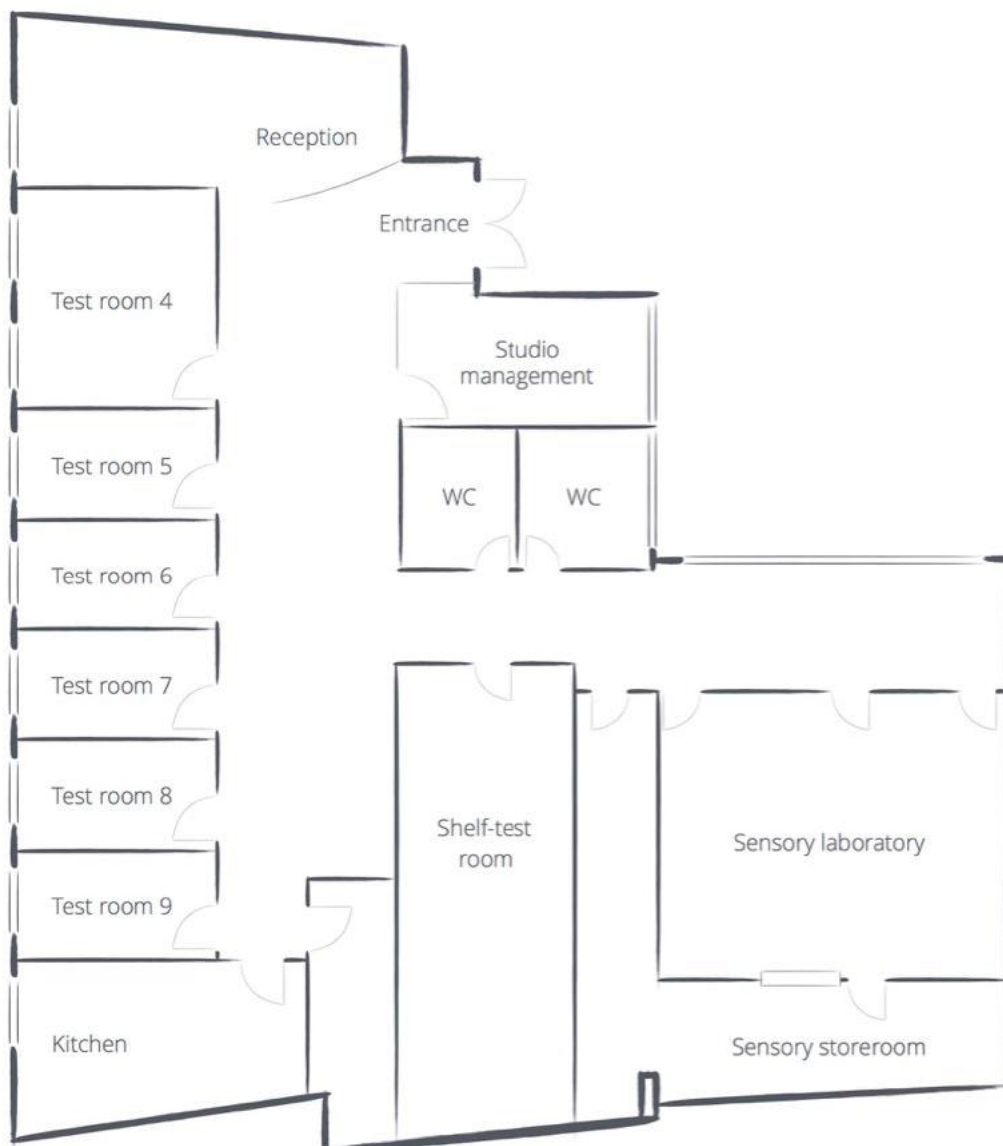 Reception
Entrance
Test room 4
Studio
management
Test room 5
WC
WC
Test room 6
Test room 7
Test room 8
Shelf-test
room
Sensory laboratory
Test room 9
Kitchen
Sensory storeroom